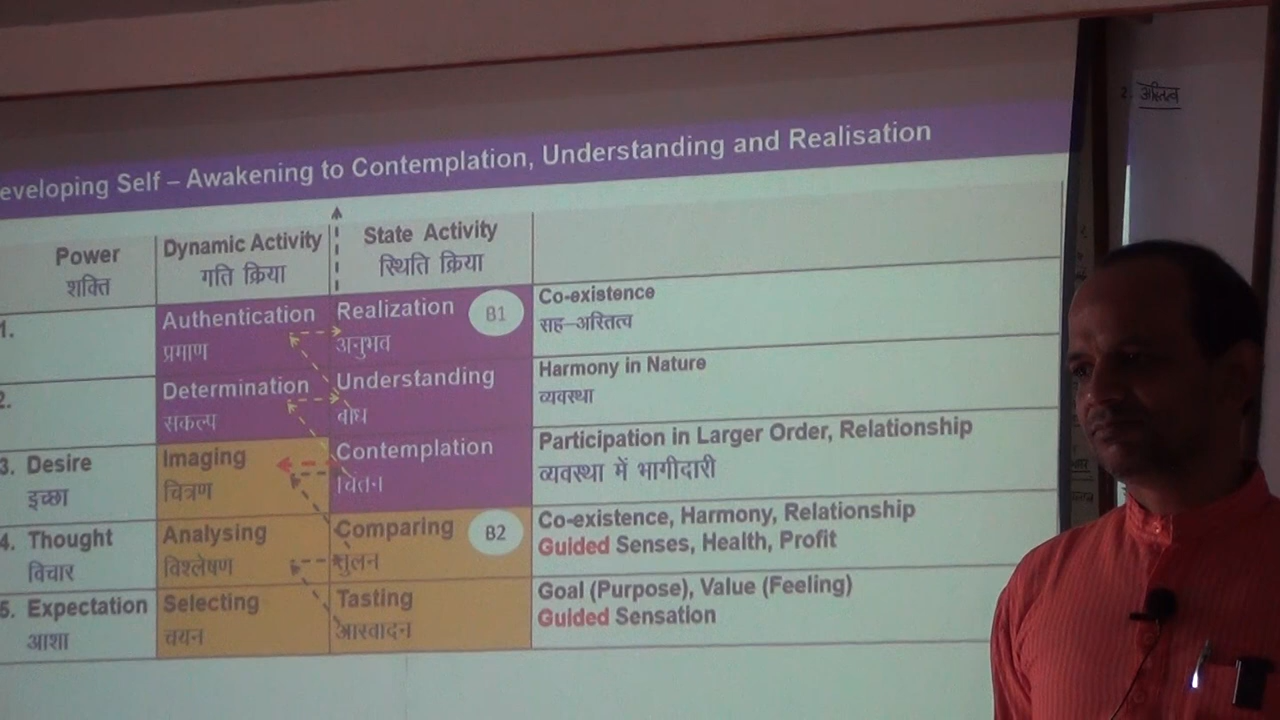 eveloping Self – Awakening to Contemplation, Understanding and Realisation
Power
शक्ति
Dynamic Activity
गति क्रिया
State Activity
स्थिति क्रिया
1.
Authentication
प्रमाण
Realization
B1
अनुभव
Co-existence
सह–अस्तित्व
2.
Determination
सकल्प
Understanding
बोध
Harmony in Nature
व्यवस्था
3. Desire
इच्छा
Imaging
चित्रण
Contemplation
चिंतन
Participation in Larger Order, Relationship
व्यवस्था में भागीदारी
4. Thought
विचार
Analysing
विश्लेषण
Comparing
B2
तुलन
Co-existence, Harmony, Relationship
Guided Senses, Health, Profit
5. Expectation
आशा
Selecting
चयन
Tasting
आस्वादन
Goal (Purpose), Value (Feeling)
Guided Sensation
2. अस्तित्व